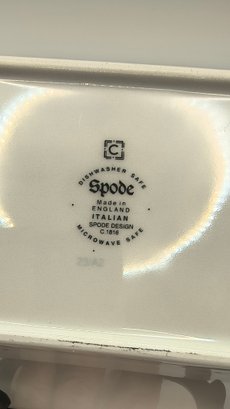 C
DISHWASHER SAFE
Spode
Made in
ENGLAND
ITALIAN
SPODE DESIGN
C.1816
MICROWAVE SAFE